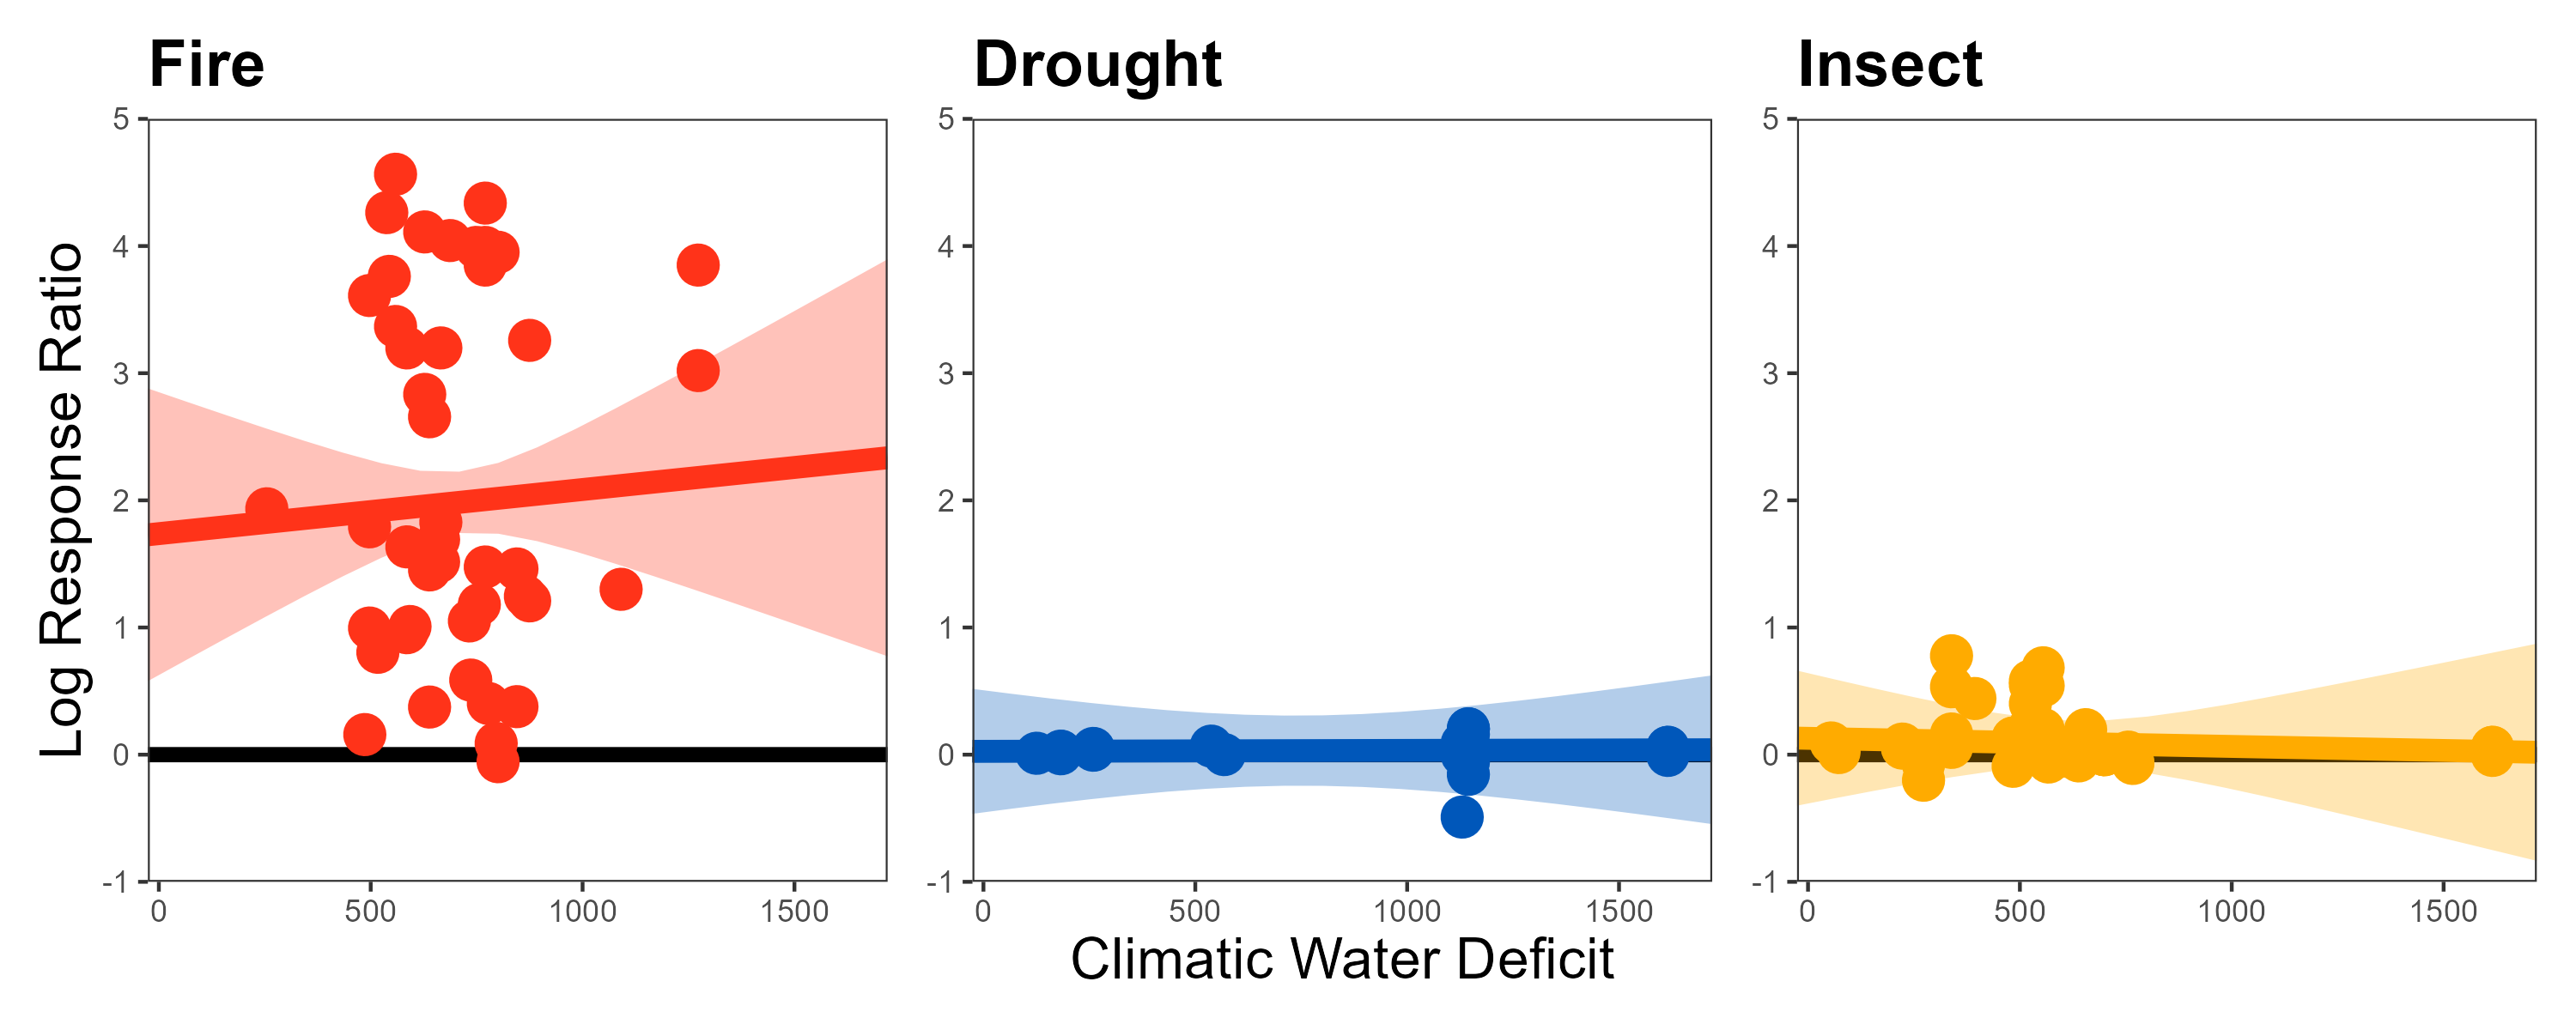 Fire Drought Insect
5 5 5
4 4 4
3 3 3
2 2 2
1 1 1
0 0 0
-1 -1 -1
0 500 1000 1500 0 500 1000 1500 0 500 1000 1500
Log Response Ratio
Climatic Water Deficit